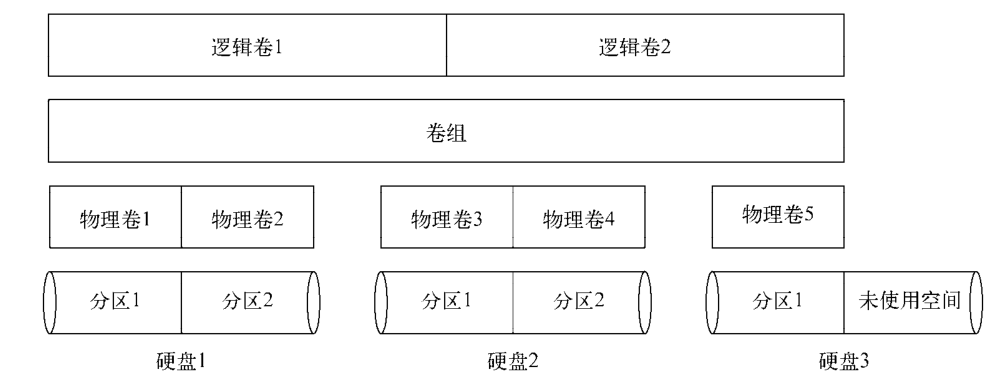 逻辑卷1 逻辑卷2
卷组
物理卷1 物理卷2 物理卷3 物理卷4 物理卷5
分区1 分区2 分区1 分区2 分区1 未使用空间
硬盘1 硬盘2 硬盘3